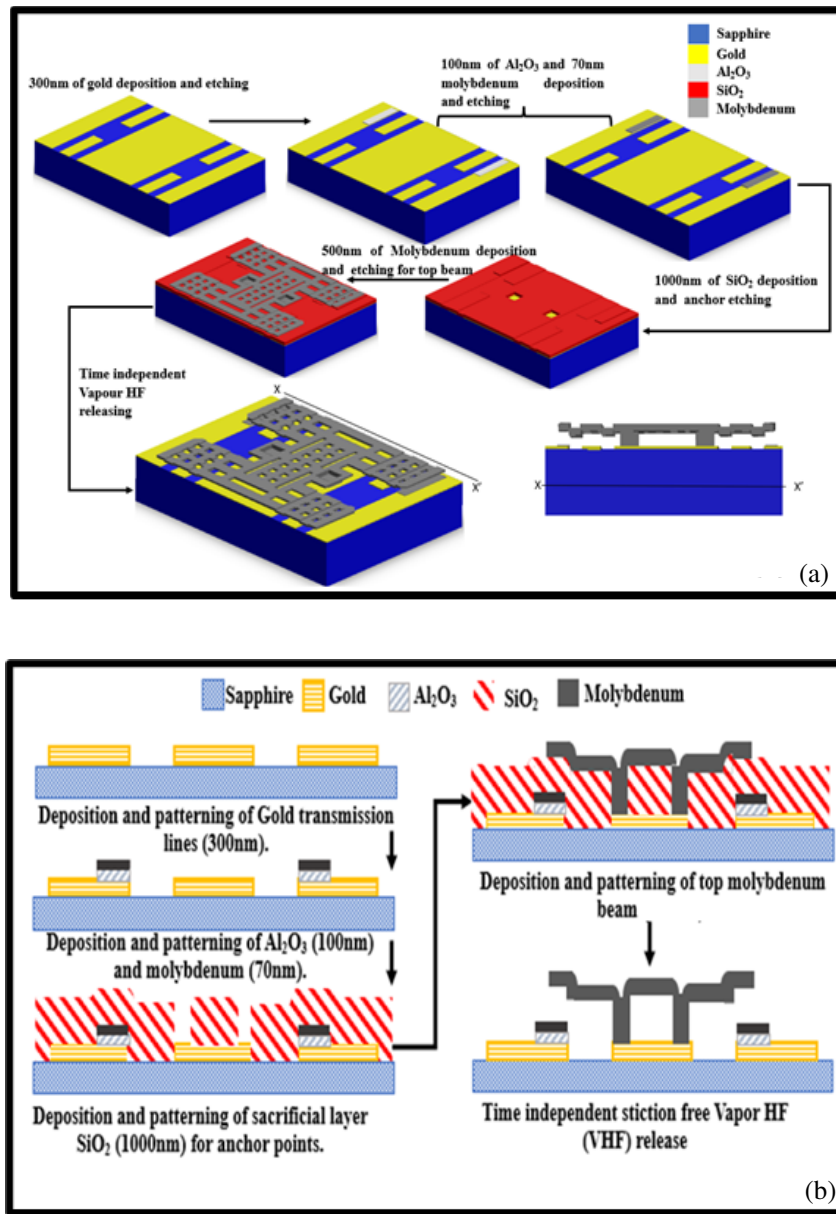 Sapphire
Gold
Al₂O₃
SiO₂
Molybdenum
300nm of gold deposition and etching
100nm of Al₂O₃ and 70nm
molybdenum deposition
and etching
500nm of Molybdenum deposition
and etching for top beam
1000nm of SiO₂ deposition
and anchor etching
Time independent
Vapour HF
releasing
X
X'
X
X'
(a)
Sapphire Gold Al₂O₃ SiO₂ Molybdenum
Deposition and patterning of Gold transmission
lines (300nm).
Deposition and patterning of Al₂O₃ (100nm)
and molybdenum (70nm).
Deposition and patterning of sacrificial layer
SiO₂ (1000nm) for anchor points.
Deposition and patterning of top molybdenum
beam
Time independent stiction free Vapor HF
(VHF) release
(b)